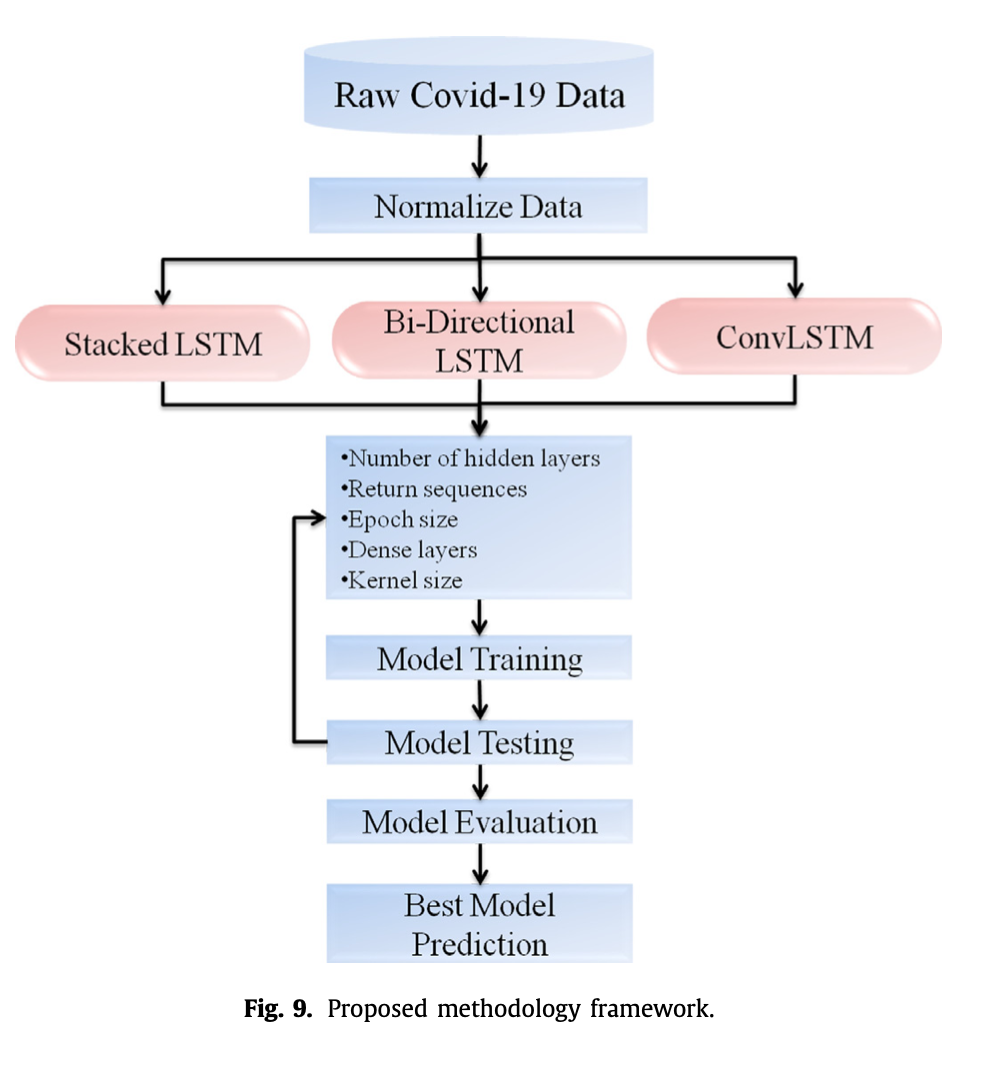 Raw Covid-19 Data
Normalize Data
Stacked LSTM
Bi-Directional
LSTM
ConvLSTM
•Number of hidden layers
•Return sequences
•Epoch size
•Dense layers
•Kernel size
Model Training
Model Testing
Model Evaluation
Best Model
Prediction
Fig. 9. Proposed methodology framework.